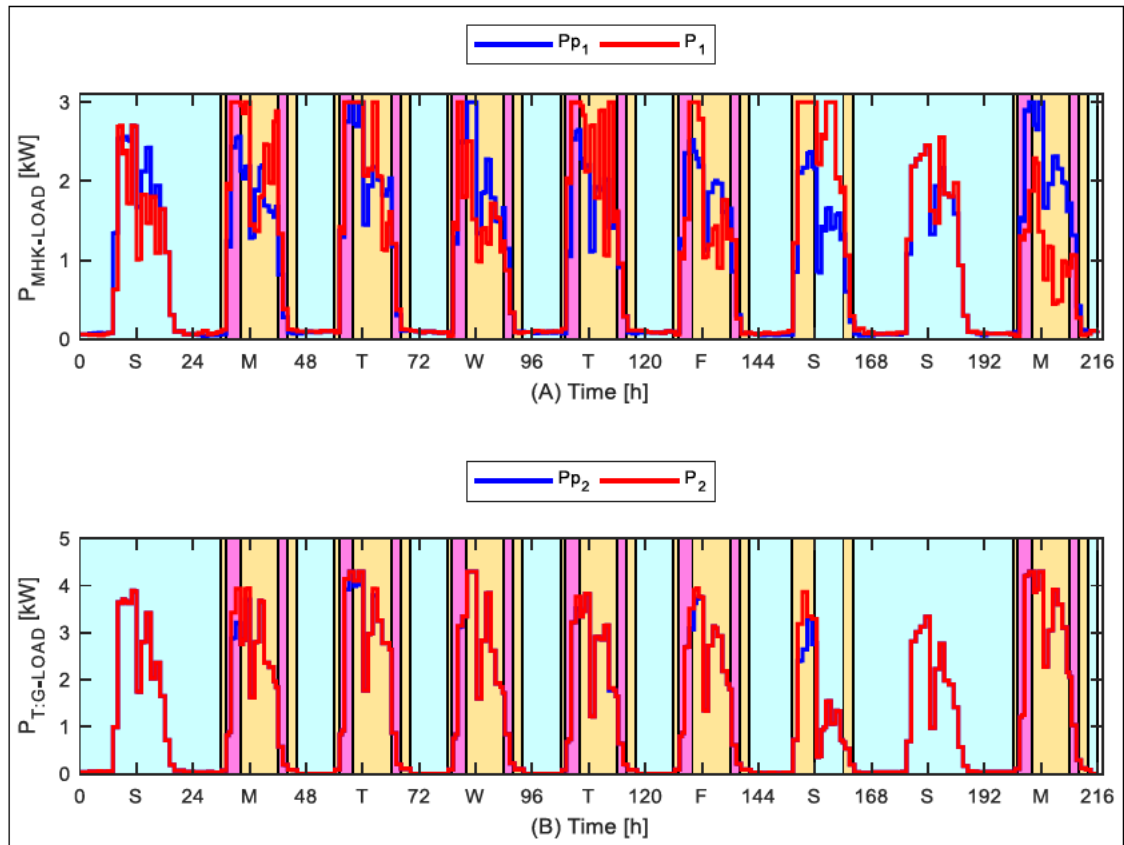 Pp1 P1
3
2
1
0
P MHK-LOAD [kW]
0 S 24 M 48 T 72 W 96 T 120 F 144 S 168 S 192 M 216
(A) Time [h]
Pp2 P2
5
4
3
2
1
0
P T:G-LOAD [kW]
0 S 24 M 48 T 72 W 96 T 120 F 144 S 168 S 192 M 216
(B) Time [h]